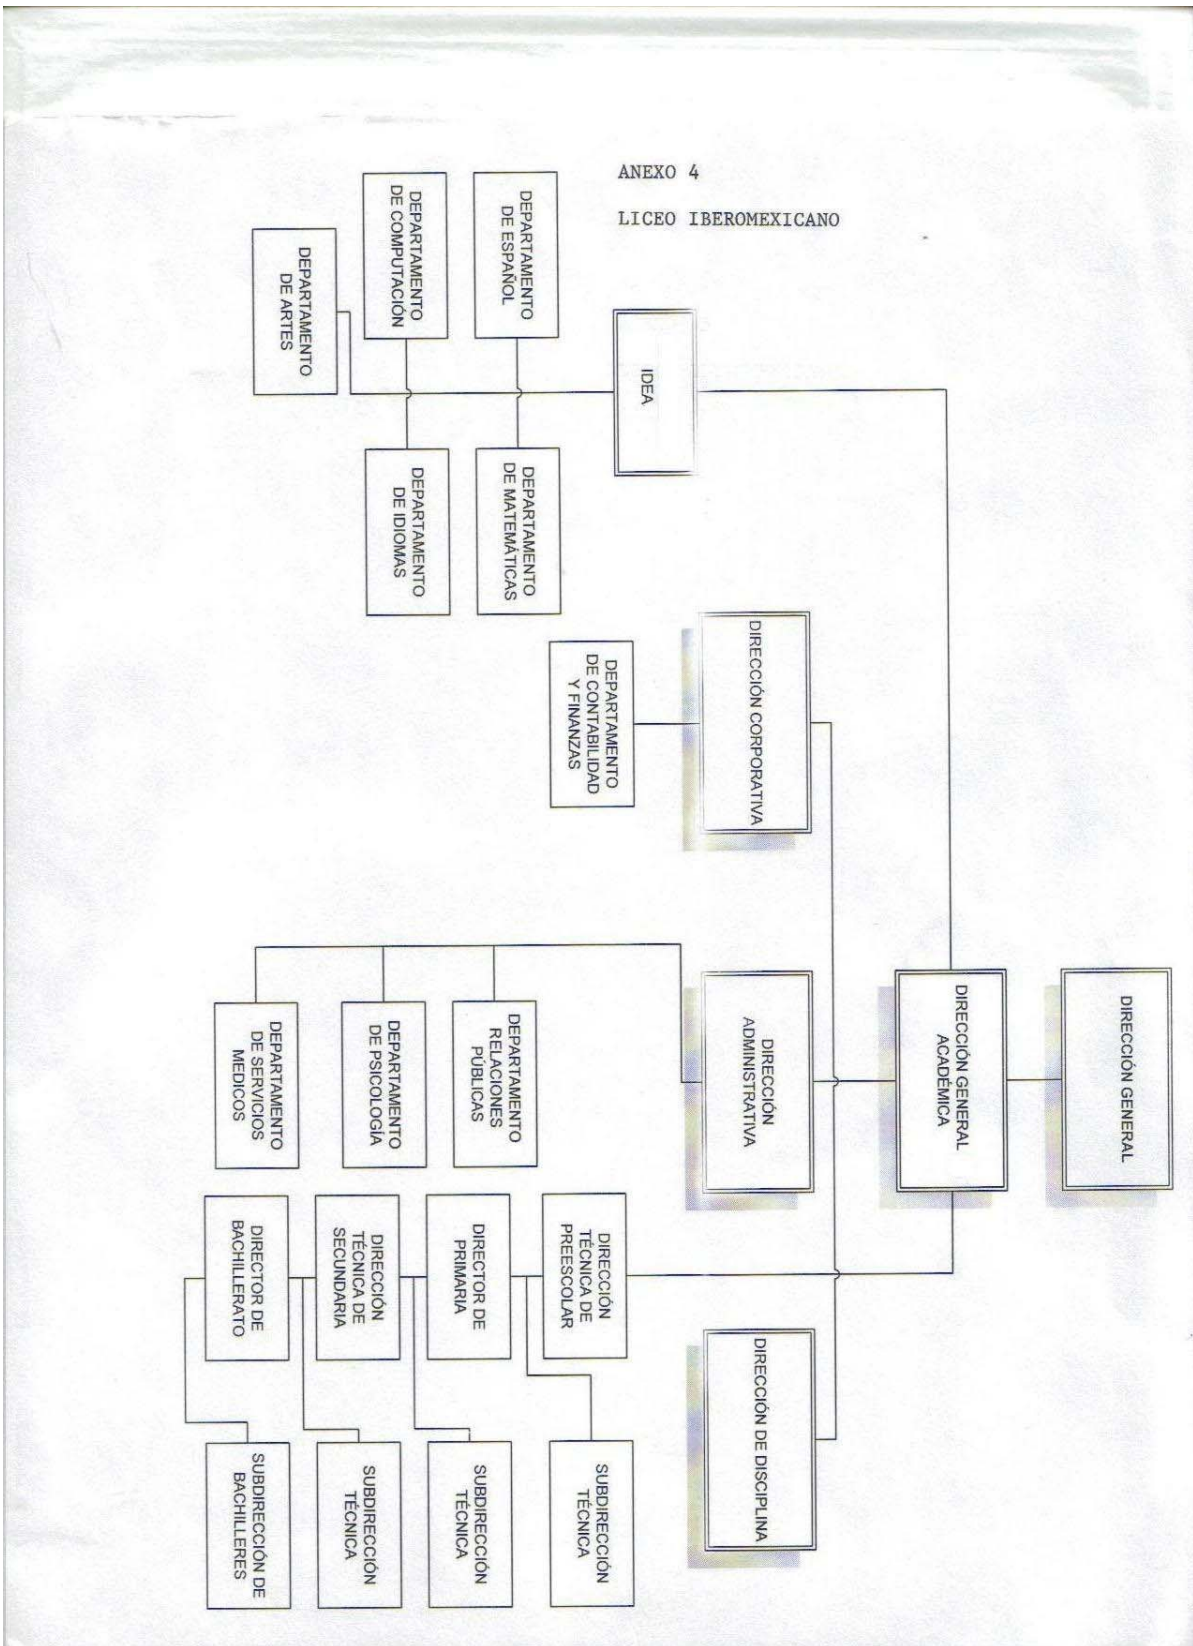 ANEXO 4
LICEO IBEROMEXICANO
DIRECCIÓN GENERAL
DIRECCIÓN GENERAL
ACADÉMICA
IDEA
DIRECCIÓN CORPORATIVA
DIRECCIÓN
ADMINISTRATIVA
DIRECCIÓN DE DISCIPLINA
DEPARTAMENTO
DE ESPAÑOL
DEPARTAMENTO
DE MATEMÁTICAS
DEPARTAMENTO
DE COMPUTACIÓN
DEPARTAMENTO
DE IDIOMAS
DEPARTAMENTO
DE ARTES
DEPARTAMENTO
DE CONTABILIDAD
Y FINANZAS
DEPARTAMENTO
RELACIONES
PÚBLICAS
DEPARTAMENTO
DE PSICOLOGÍA
DEPARTAMENTO
DE SERVICIOS
MEDICOS
DIRECCIÓN
TÉCNICA DE
PREESCOLAR
SUBDIRECCIÓN
TÉCNICA
DIRECTOR DE
PRIMARIA
SUBDIRECCIÓN
TÉCNICA
DIRECCIÓN
TÉCNICA DE
SECUNDARIA
SUBDIRECCIÓN
TÉCNICA
DIRECTOR DE
BACHILLERATO
SUBDIRECCIÓN DE
BACHILLERES